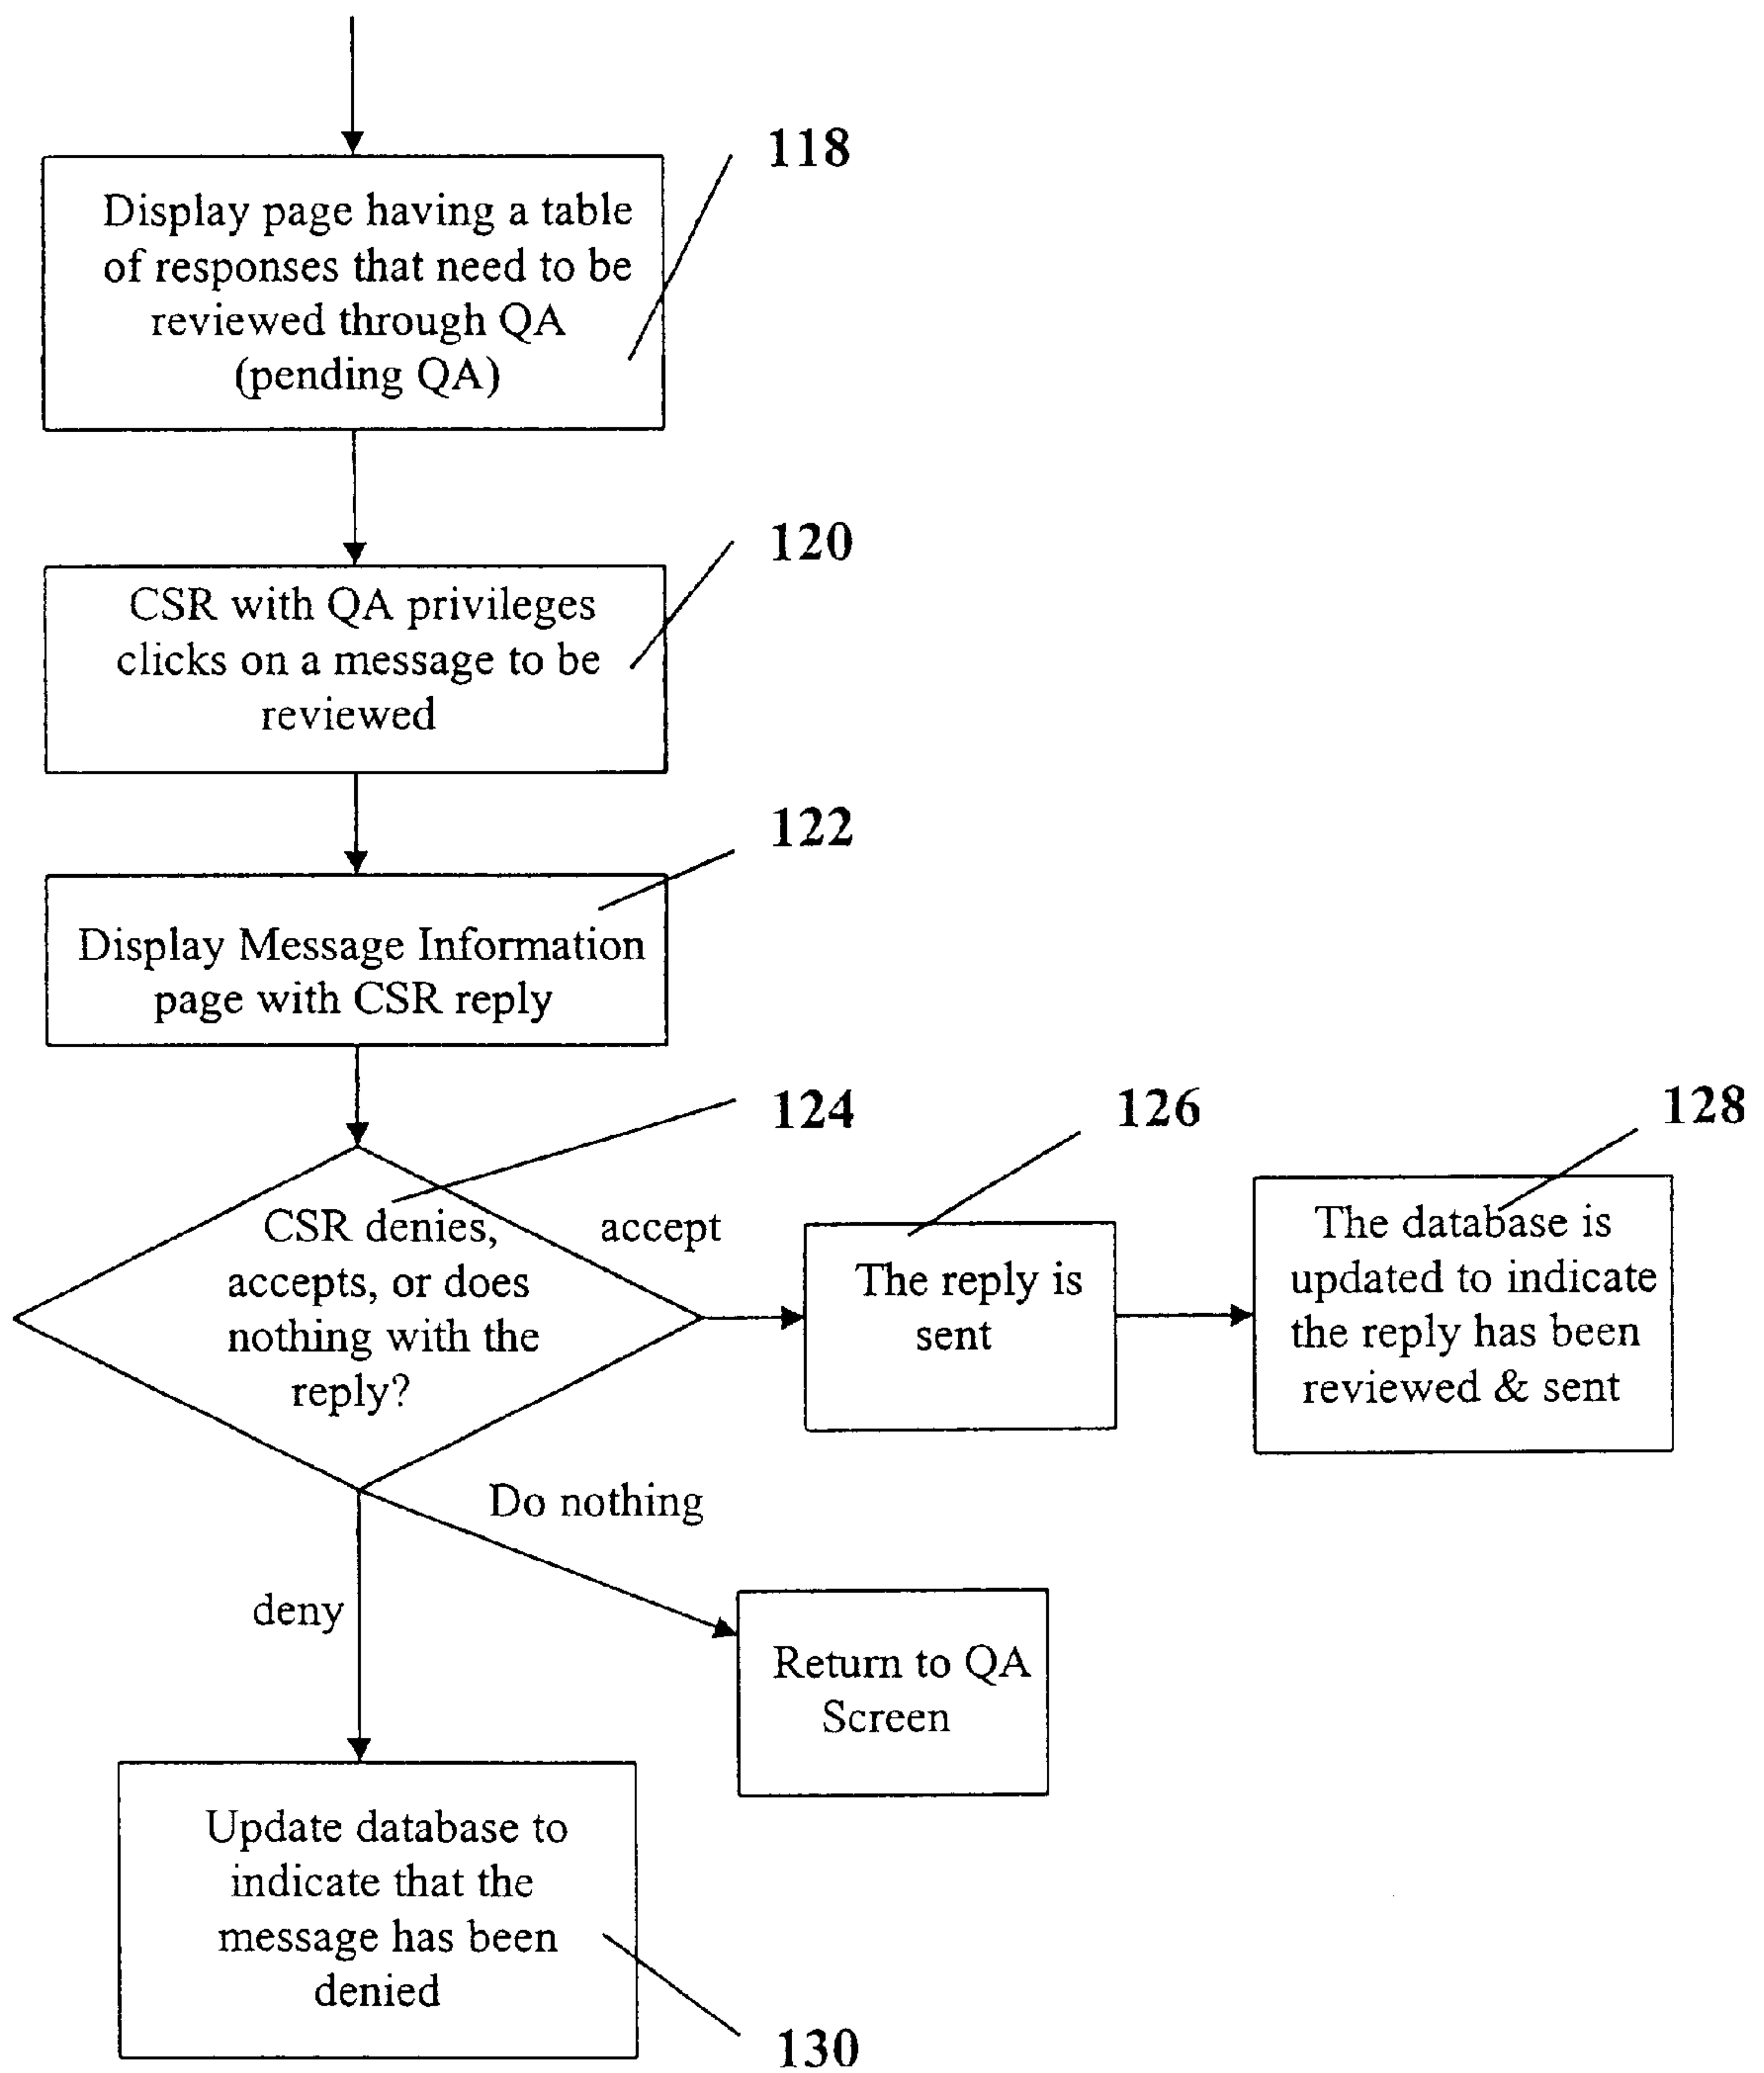 118
Display page having a table
of responses that need to be
reviewed through QA
(pending QA)
120
CSR with QA privileges
clicks on a message to be
reviewed
122
Display Message Information
page with CSR reply
124
CSR denies,
accepts, or does
nothing with the
reply?
accept
126
The reply is
sent
128
The database is
updated to indicate
the reply has been
reviewed & sent
Do nothing
Return to QA
Screen
deny
Update database to
indicate that the
message has been
denied
130